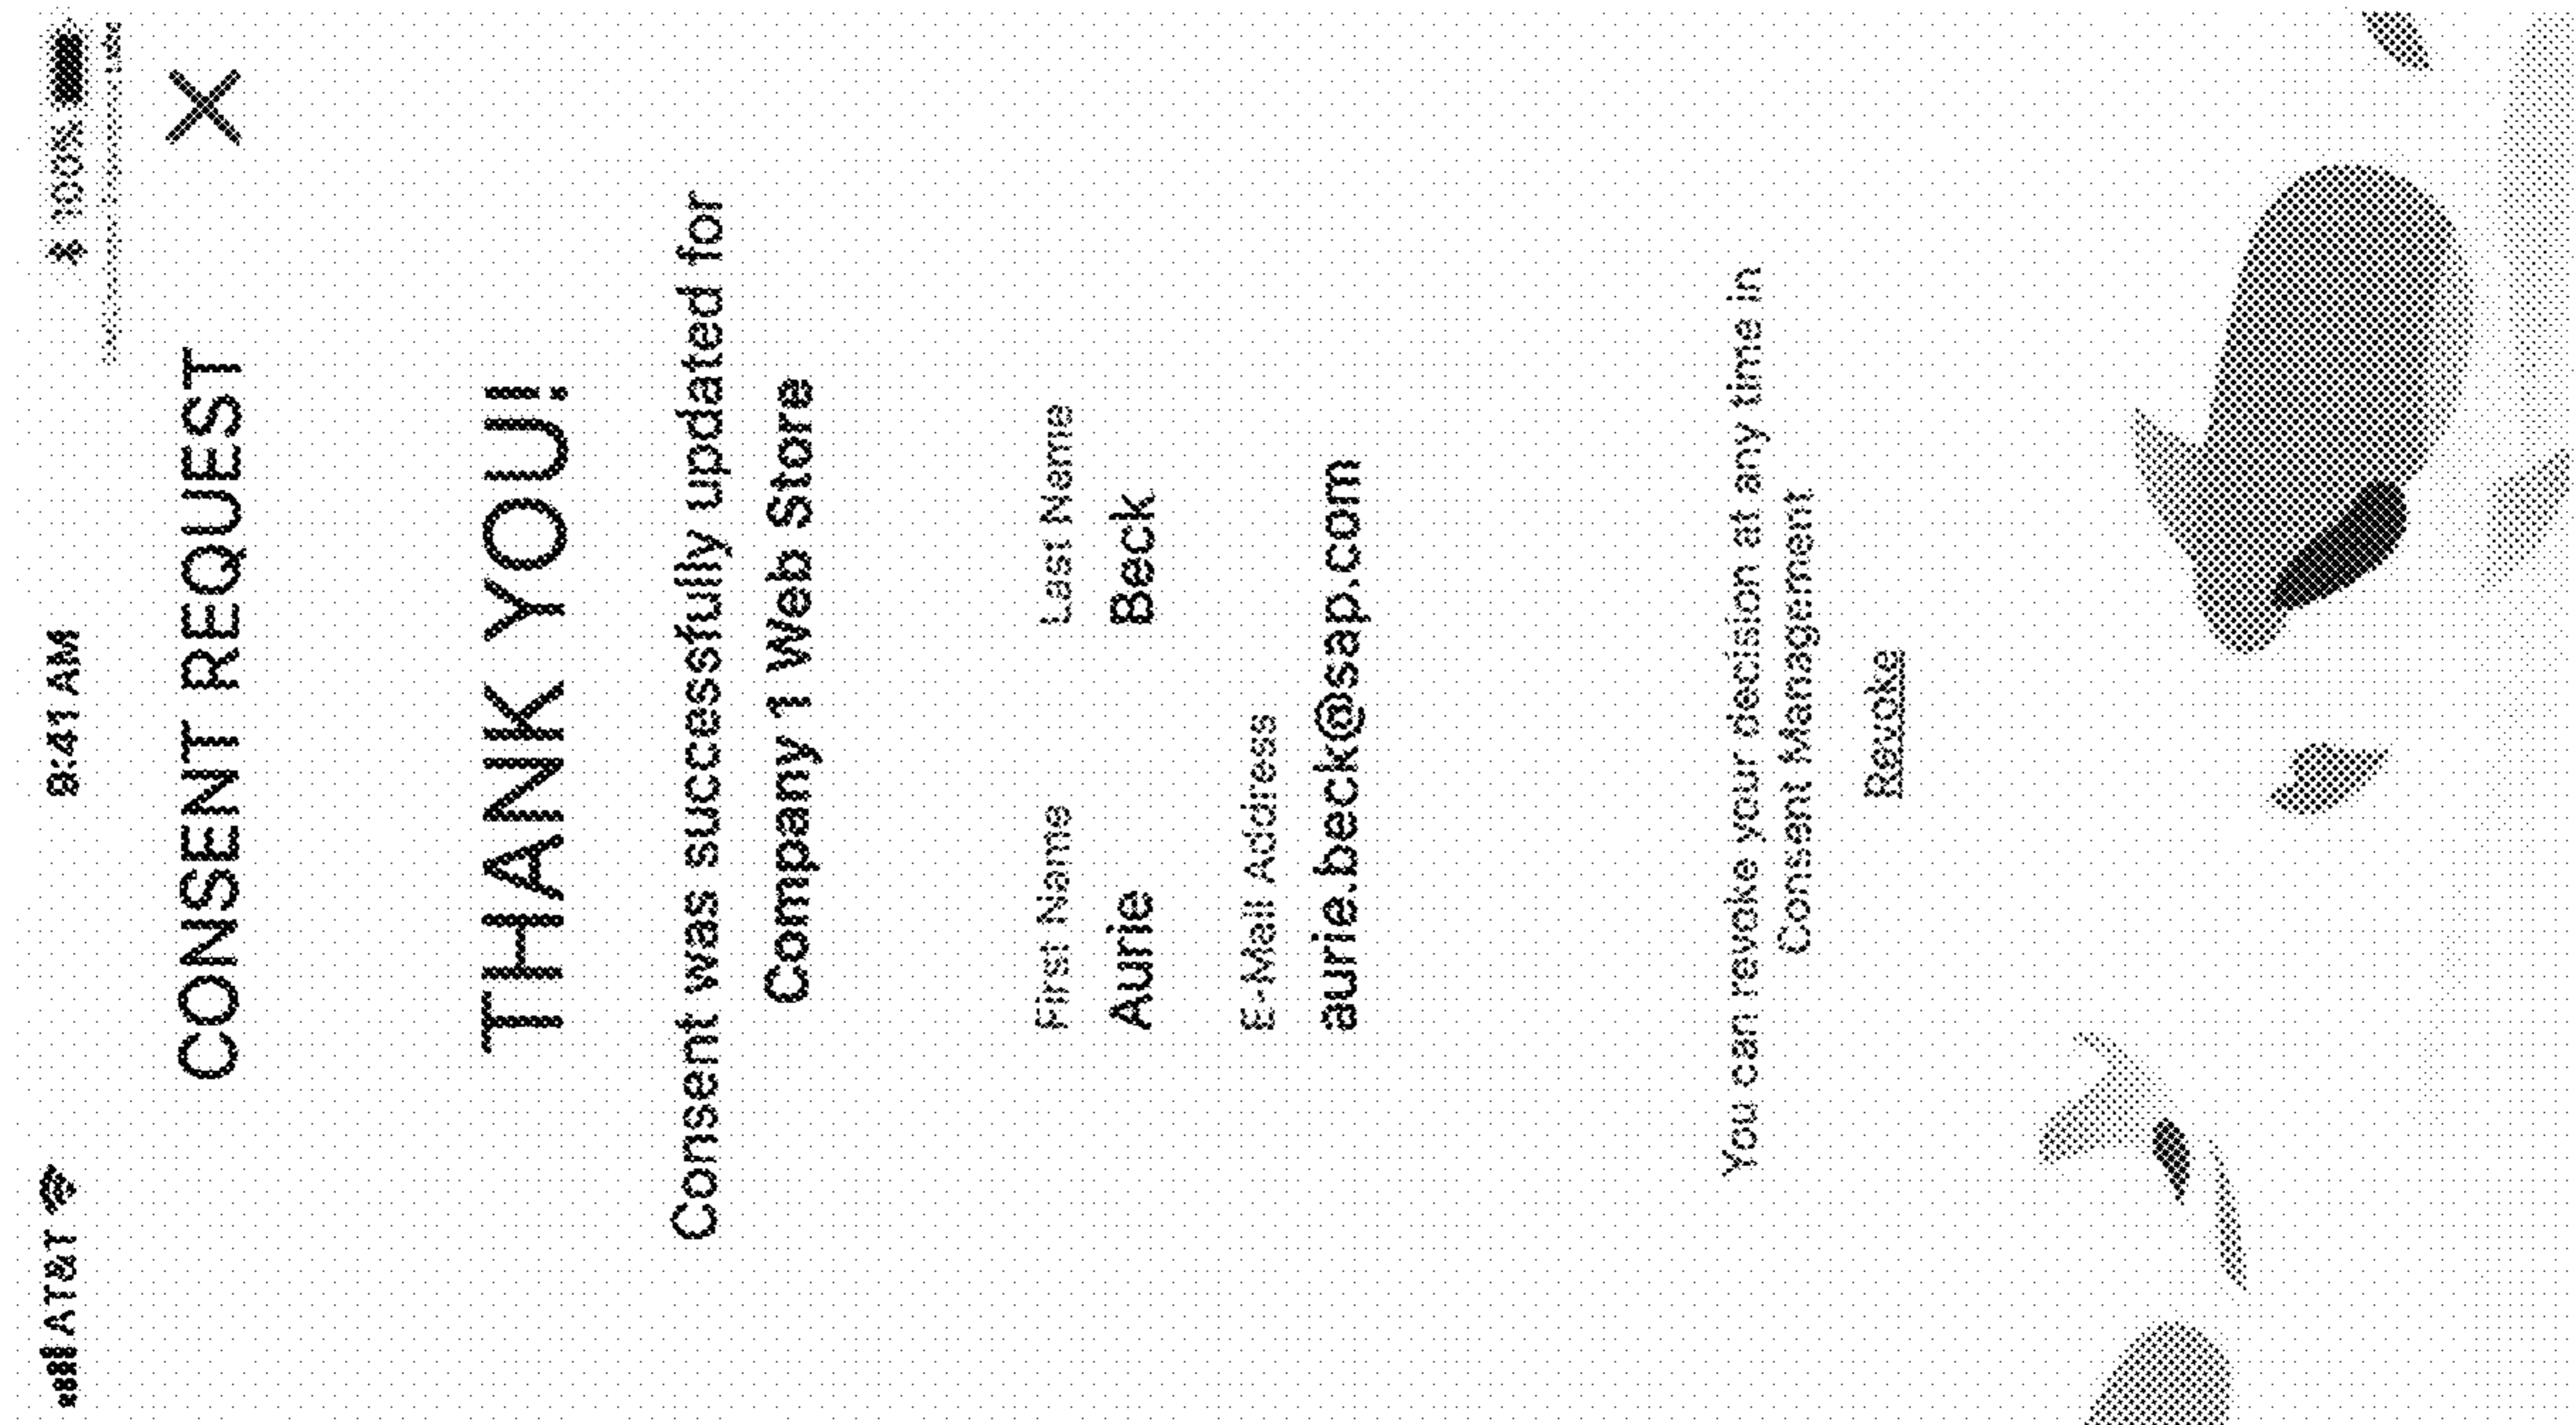 AT&T 9:41 AM 100%
CONSENT REQUEST
THANK YOU!
Consent was successfully updated for
Company 1 Web Store
First Name Last Name
Aurie Beck
E-Mail Address
aurie.beck@sap.com
You can revoke your decision at any time in
Consent Management
Revoke